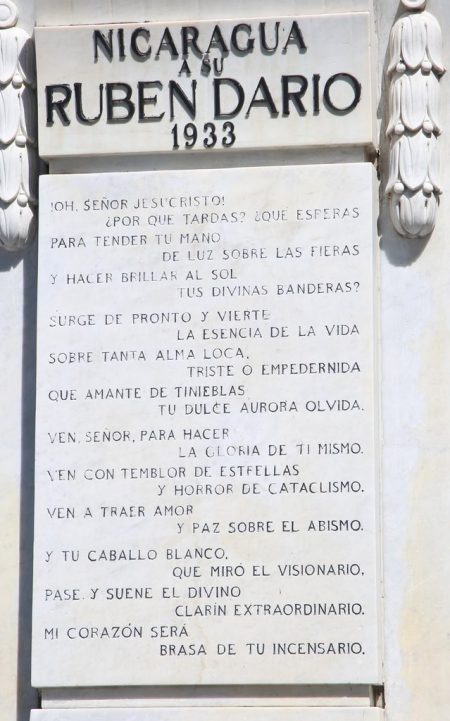 NICARAGUA
A SU
RUBEN DARIO
1933
¡OH, SEÑOR JESUCRISTO!
¿POR QUE TARDAS? ¿QUE ESPERAS
PARA TENDER TU MANO
DE LUZ SOBRE LAS FIERAS
Y HACER BRILLAR AL SOL
TUS DIVINAS BANDERAS?
SURGE DE PRONTO Y VIERTE
LA ESENCIA DE LA VIDA
SOBRE TANTA ALMA LOCA,
TRISTE O EMPEDERNIDA
QUE AMANTE DE TINIEBLAS
TU DULCE AURORA OLVIDA.
VEN, SEÑOR, PARA HACER
LA GLORIA DE TI MISMO.
VEN CON TEMBLOR DE ESTRELLAS
Y HORROR DE CATACLISMO.
VEN A TRAER AMOR
Y PAZ SOBRE EL ABISMO.
Y TU CABALLO BLANCO,
QUE MIRÓ EL VISIONARIO,
PASE. Y SUENE EL DIVINO
CLARÍN EXTRAORDINARIO.
MI CORAZÓN SERÁ
BRASA DE TU INCENSARIO.